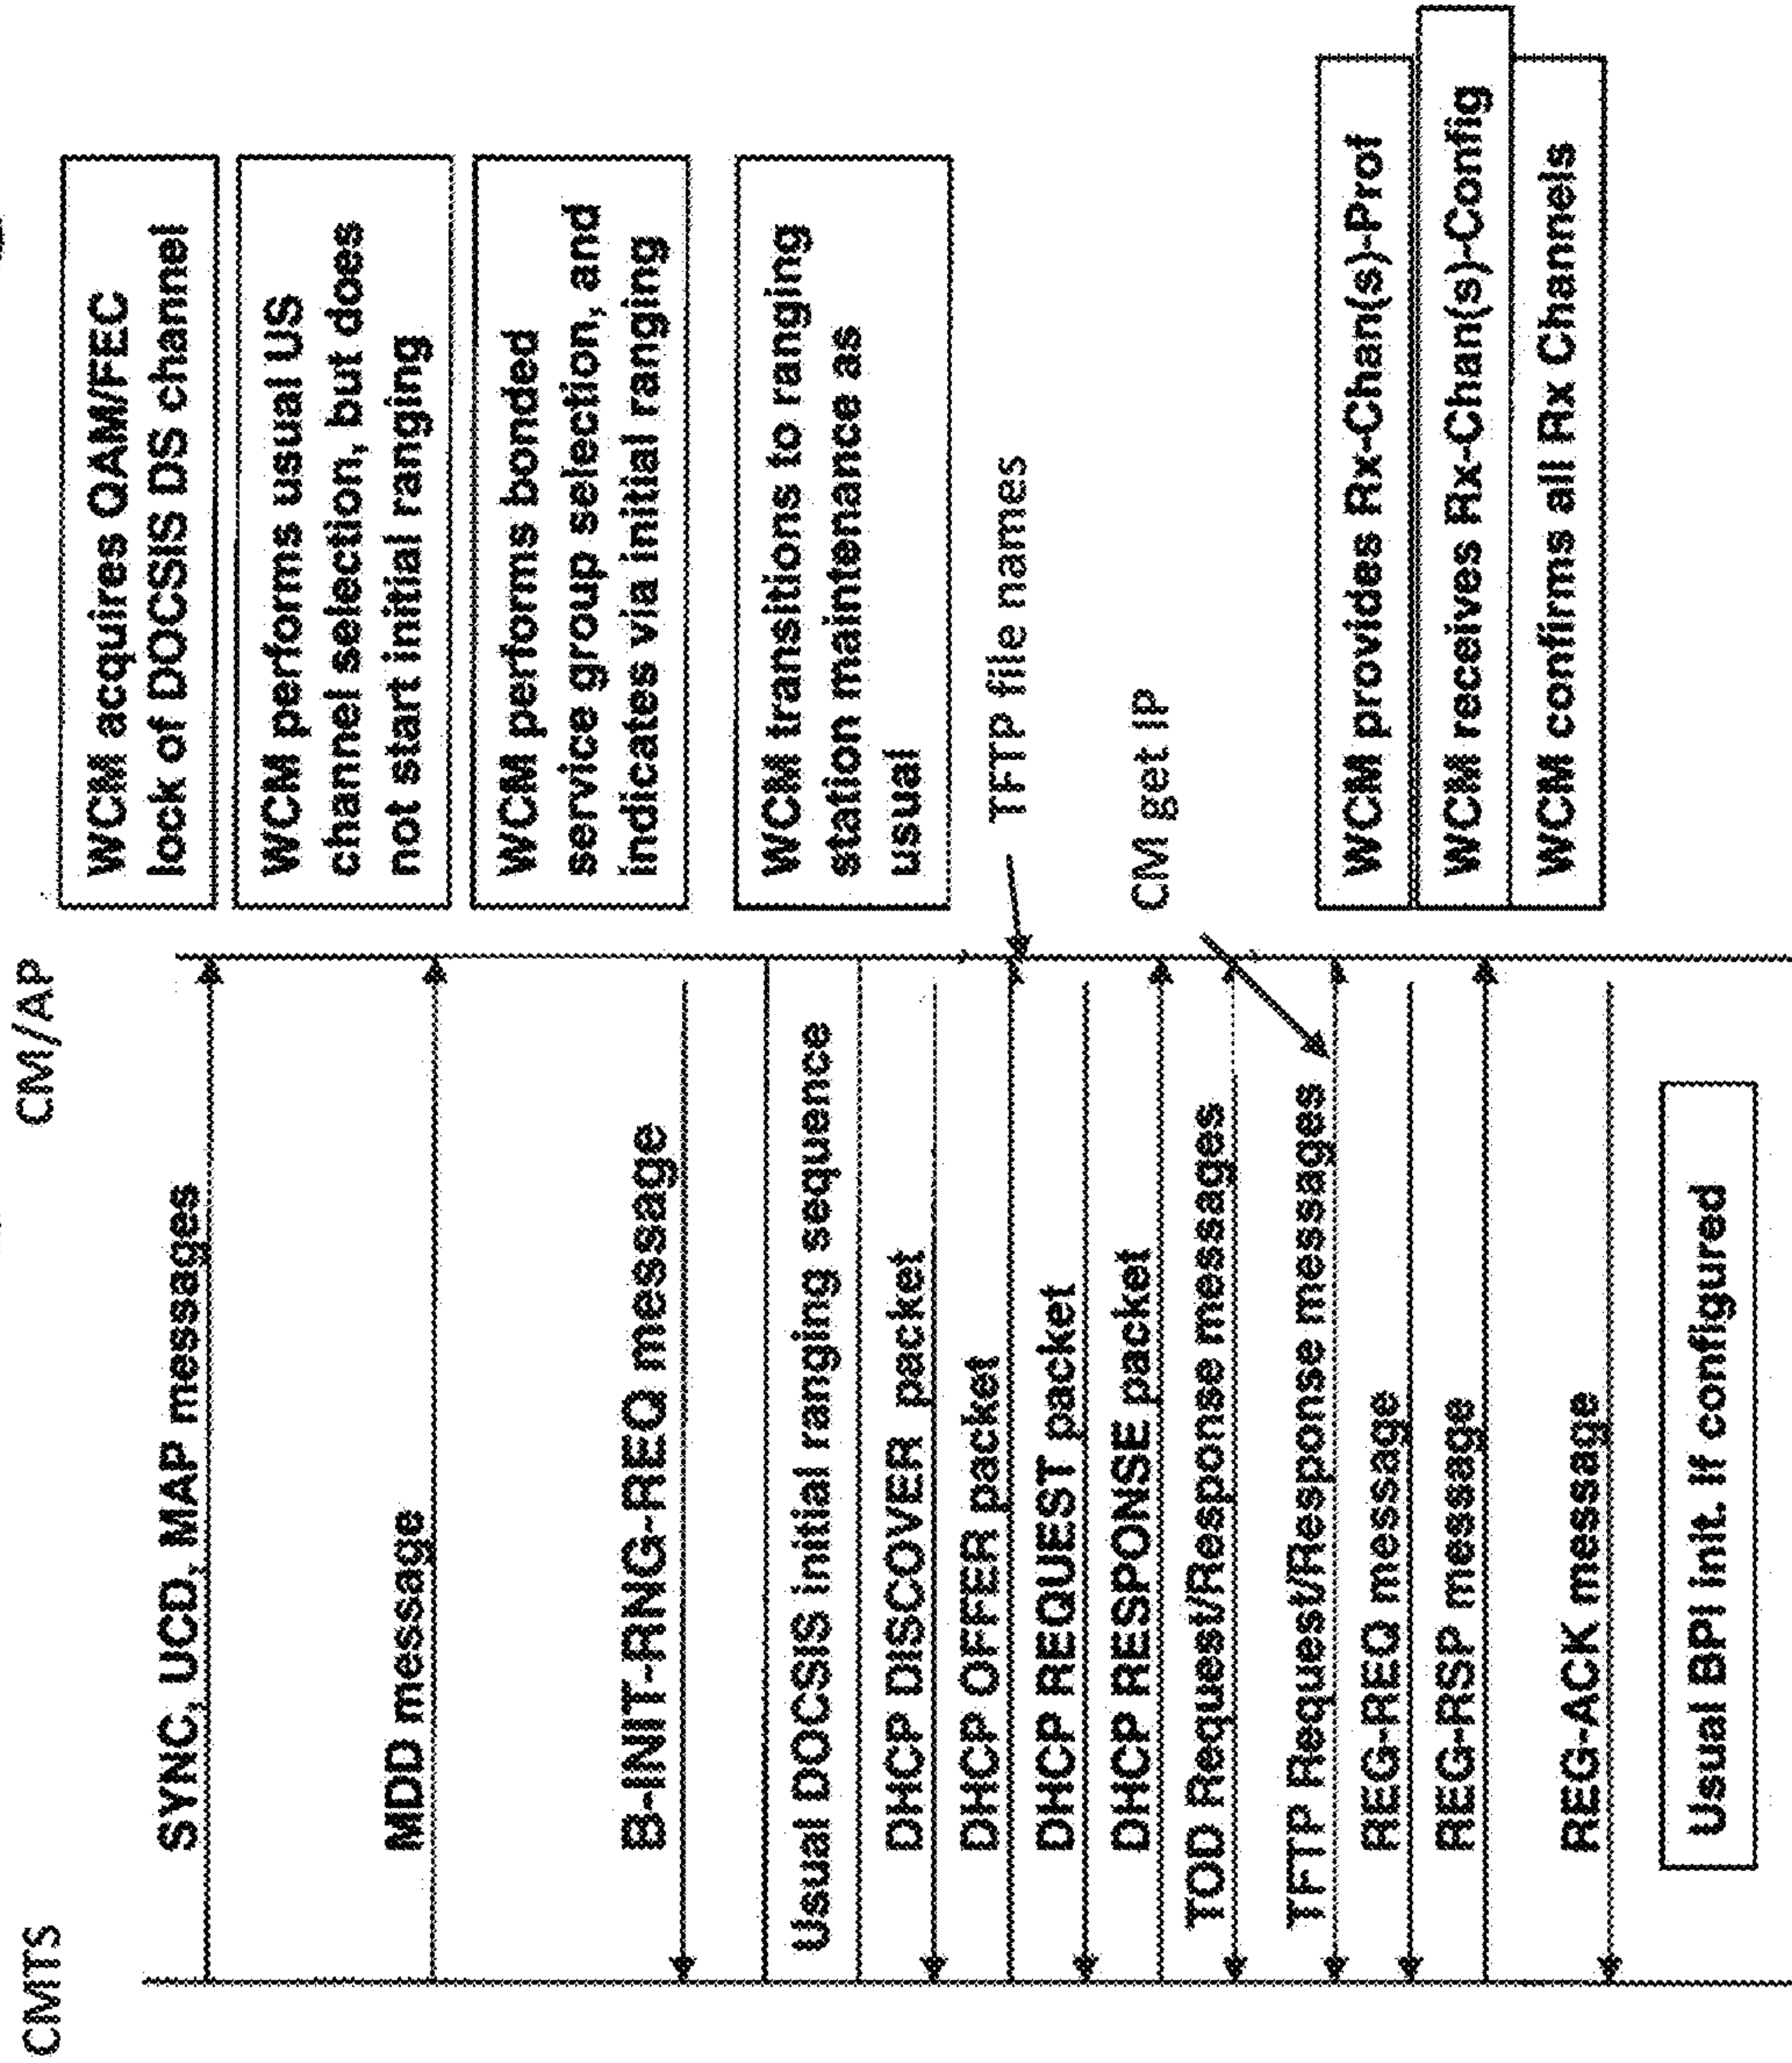 CMTS
CM/AP
SYNC, UCD, MAP messages
WCM acquires QAM/FEC
lock of DOCSIS DS channel
MDD message
WCM performs usual US
channel selection, but does
not start initial ranging
B-INIT-RNG-REQ message
WCM performs bonded
service group selection, and
indicates via initial ranging
Usual DOCSIS initial ranging sequence
WCM transitions to ranging
station maintenance as
usual
DHCP DISCOVER packet
DHCP OFFER packet
TFTP file names
DHCP REQUEST packet
DHCP RESPONSE packet
CM get IP
TOD Request/Response messages
TFTP Request/Response messages
REG-REQ message
WCM provides Rx-Chan(s)-Prof
REG-RSP message
WCM receives Rx-Chan(s)-Config
REG-ACK message
WCM confirms all Rx Channels
Usual BPI init. If configured